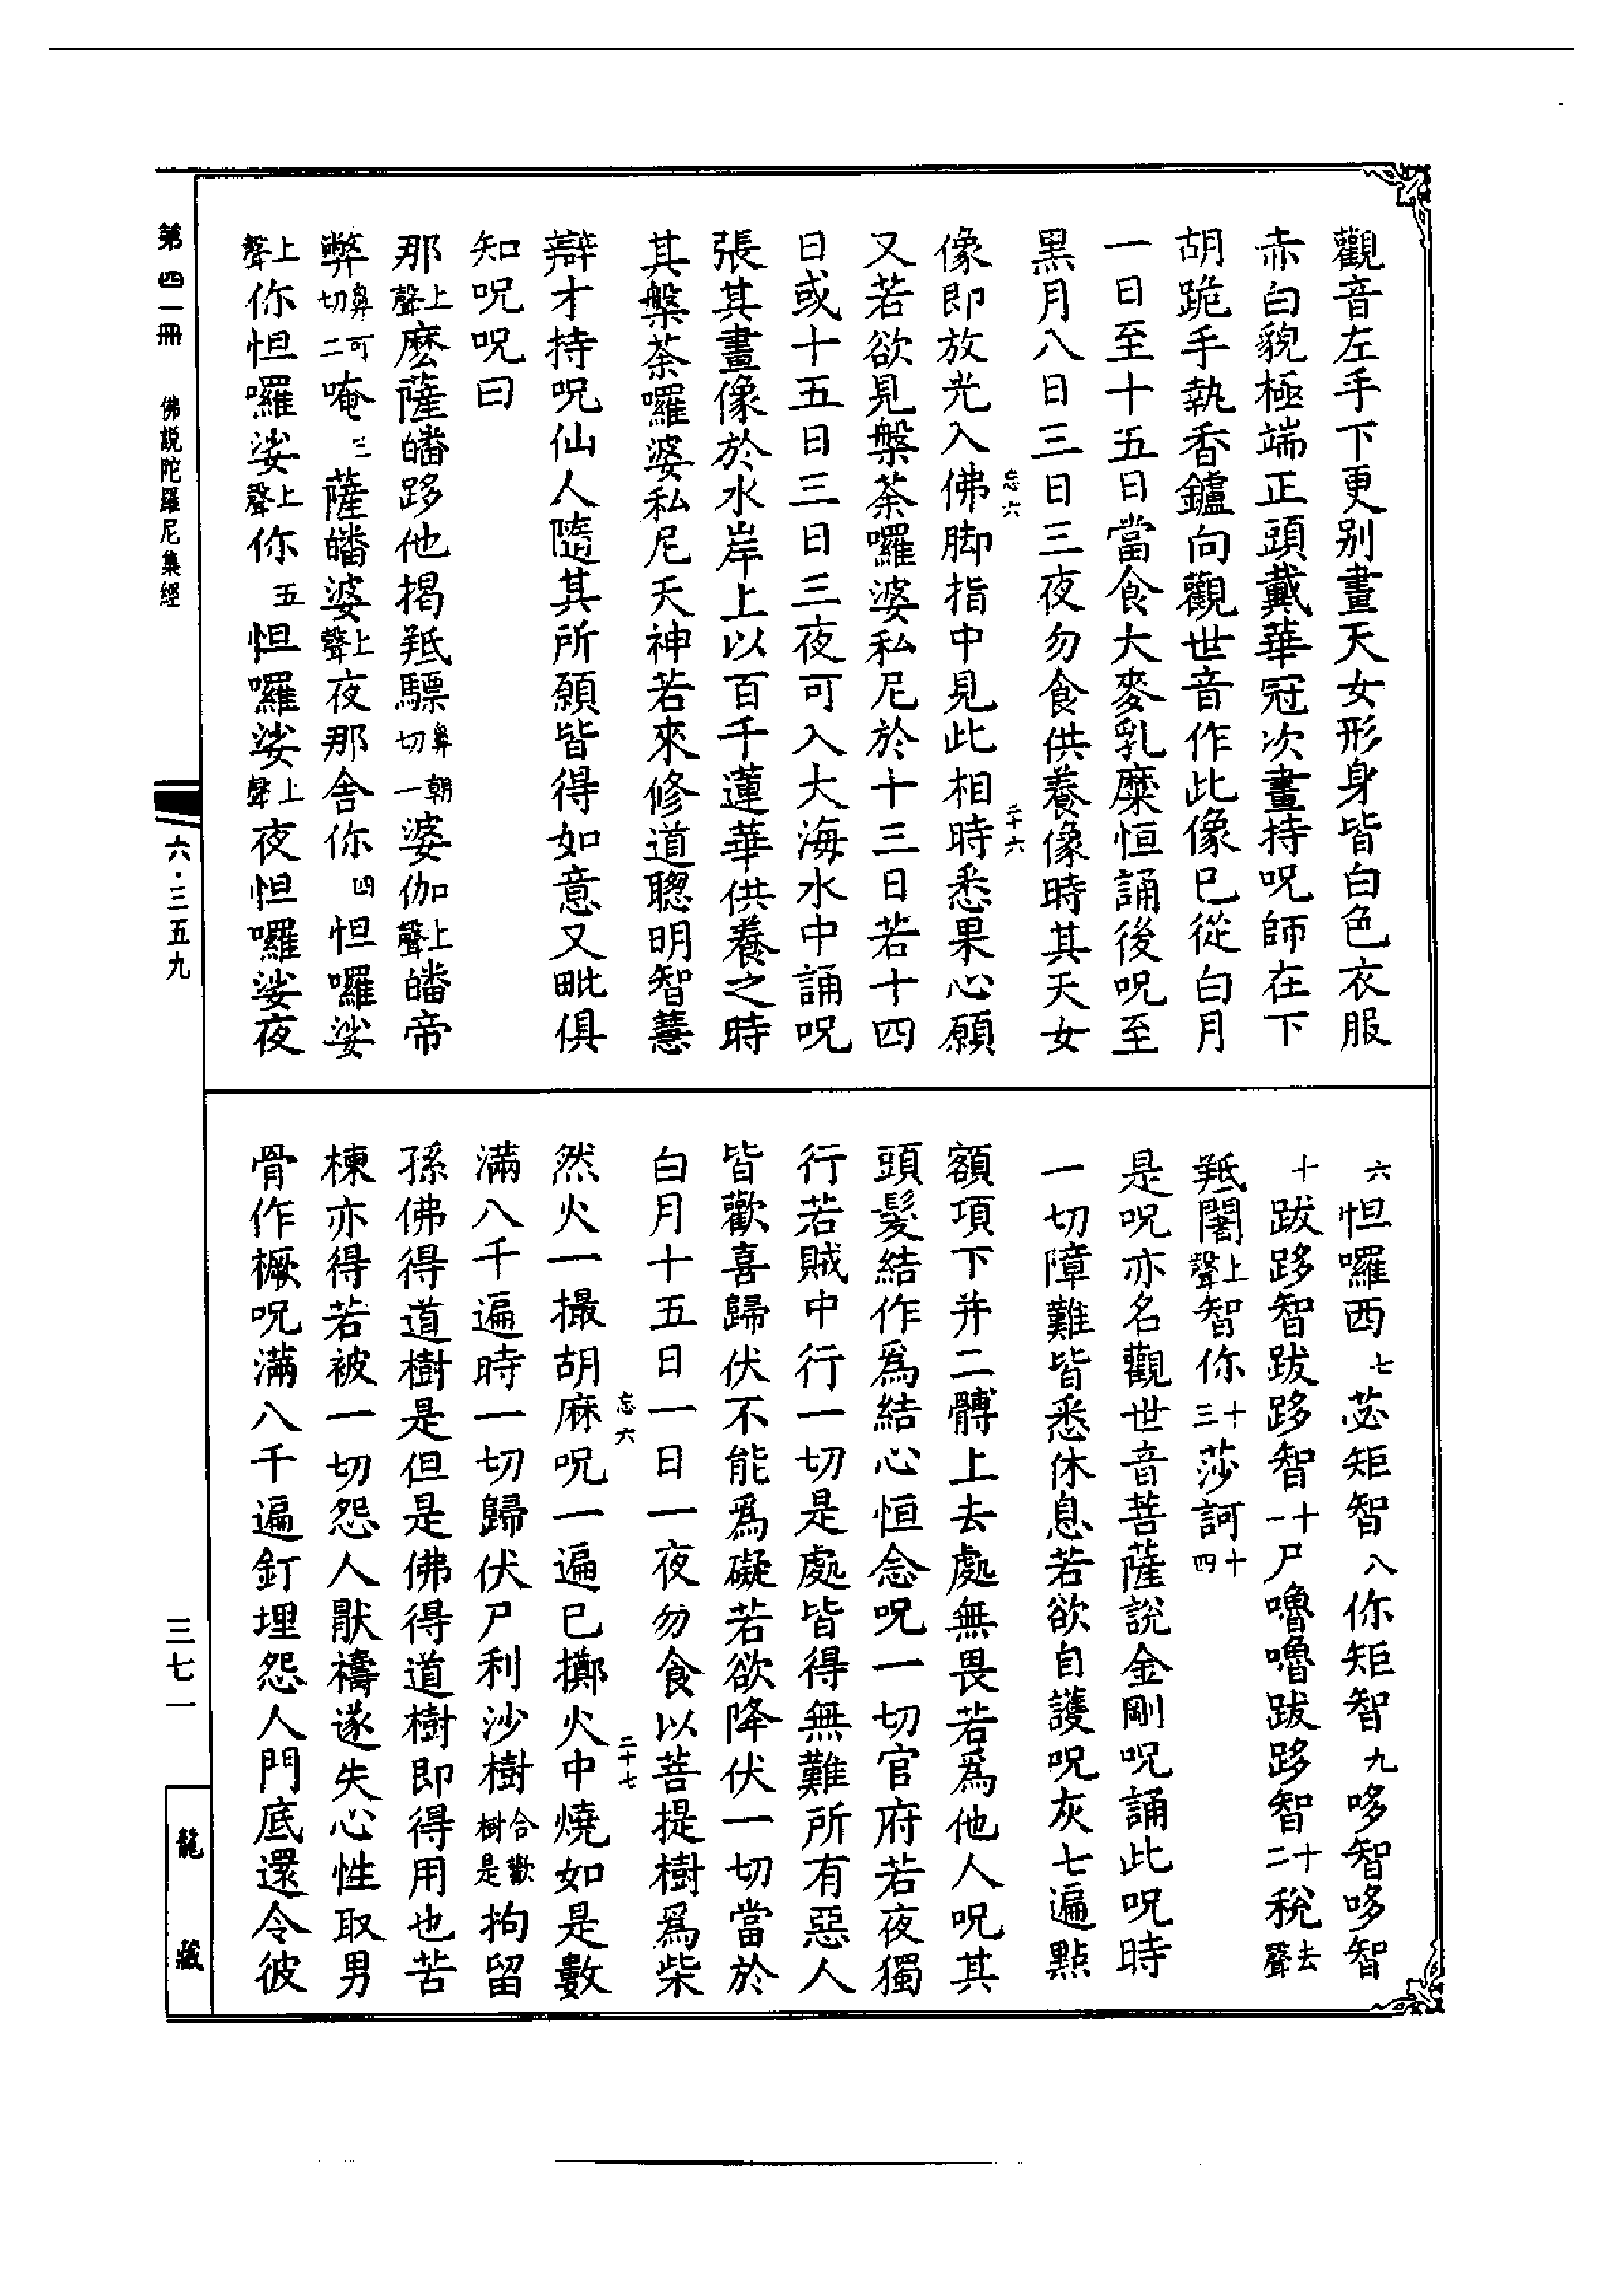 觀音左手下更別畫天女形身皆白色衣服
赤白貌極端正頭戴華冠次畫持呪師在下
胡跪手執香鑪向觀世音作此像已從白月
一日至十五日當食大麥乳糜恒誦後呪至
黑月八日三日三夜勿食供養像時其天女
忘六 二十六
像即放光入佛脚指中見此相時悉果心願
又若欲見槃荼囉婆私尼於十三日若十四
日或十五日三日三夜可入大海水中誦呪
張其畫像於水岸上以百千蓮華供養之時
其槃荼囉婆私尼天神若來修道聰明智慧
辯才持呪仙人隨其所願皆得如意又毗俱
知呪呪曰
那上聲麼薩皤跢他揭羝驃鼻朝切一婆伽上聲皤帝
弊鼻可切二唵三薩皤婆上聲夜那舍你四怛囉娑
上聲你怛囉娑上聲你五怛囉娑上聲夜怛囉娑夜
六怛囉西七苾矩智八你矩智九哆智哆智
十跋跢智跋跢智十一尸嚕嚕跋跢智十二稅去聲
羝闍上聲智你十三莎訶十四
是呪亦名觀世音菩薩說金剛呪誦此呪時
一切障難皆悉休息若欲自護呪灰七遍點
額項下并二髆上去處無畏若爲他人呪其
頭髮結作爲結心恒念呪一切官府若夜獨
行若賊中行一切是處皆得無難所有惡人
皆歡喜歸伏不能爲礙若欲降伏一切當於
白月十五日一日一夜勿食以菩提樹爲柴
忘六 二十七
然火一撮胡麻呪一遍已擲火中燒如是數
滿八千遍時一切歸伏尸利沙樹合歡樹是拘留
孫佛得道樹是但是佛得道樹即得用也苦
楝亦得若被一切怨人猒禱遂失心性取男
骨作橛呪滿八千遍釘埋怨人門底還令彼
第四一冊 佛說陀羅尼集經 六·三五九
三七一 龍藏